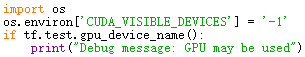 import os
os.environ['CUDA_VISIBLE_DEVICES'] = '-1'
if tf.test.gpu_device_name():
    print("Debug message: GPU may be used")